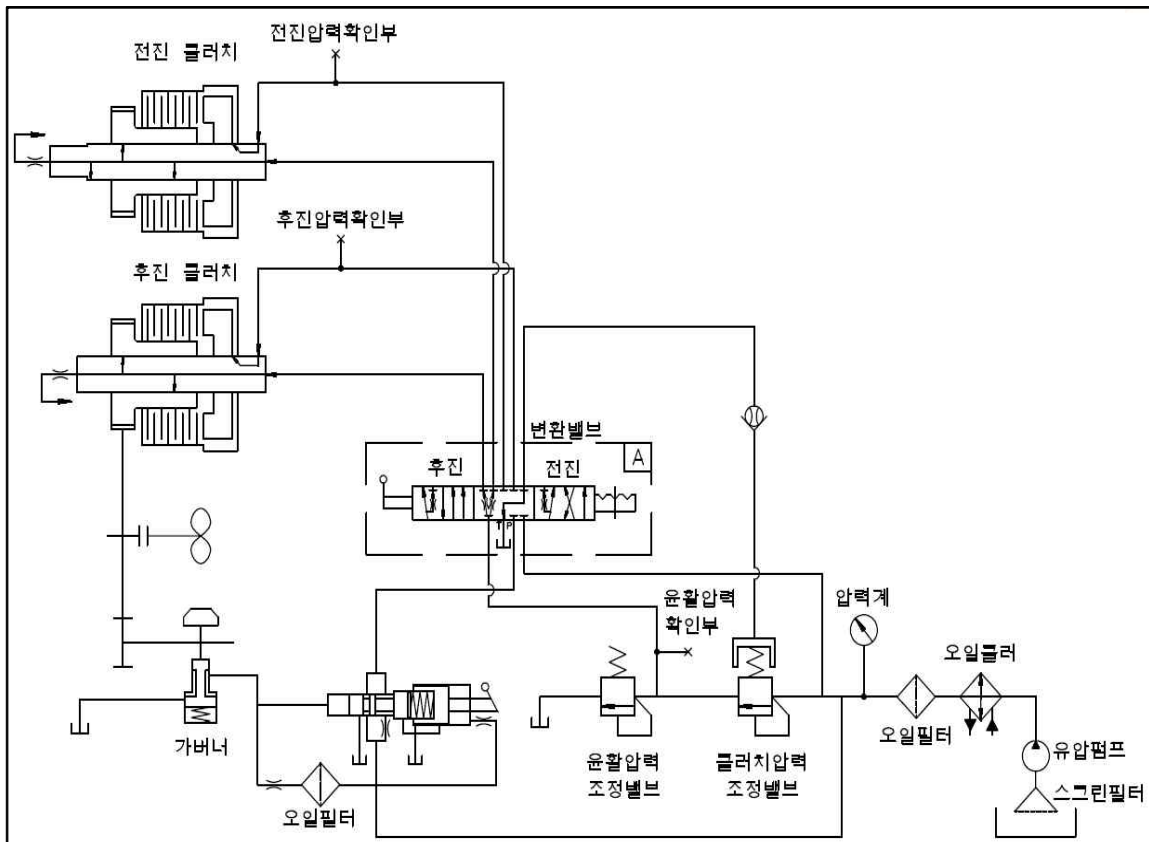 전진압력확인부
전진 클러치
후진압력확인부
후진 클러치
변환밸브
A
후진
전진
T P
윤활압력
확인부
압력계
오일쿨러
오일필터
유압펌프
스크린필터
가버너
오일필터
윤활압력
조정밸브
클러치압력
조정밸브